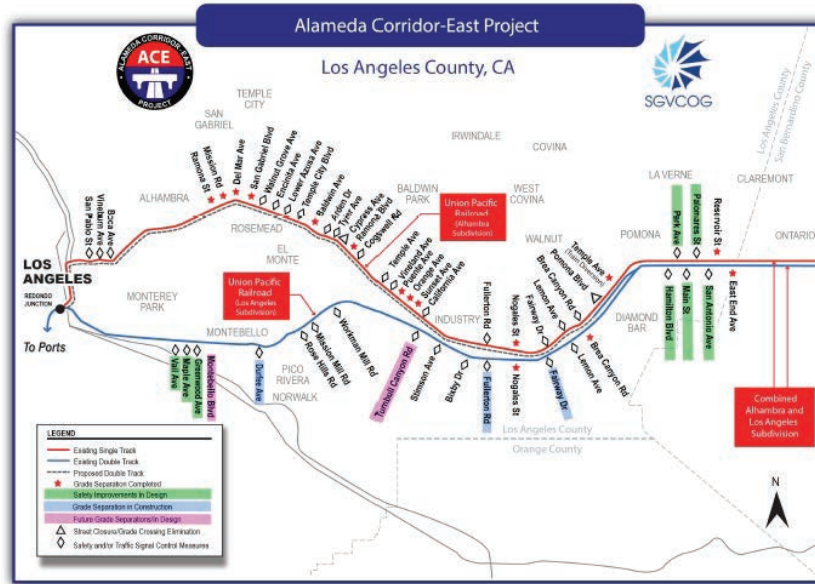 Alameda Corridor-East Project
Los Angeles County, CA
ALAMEDA CORRIDOR-EAST
ACE
PROJECT
SGVCOG
Los Angeles County
San Bernardino County
TEMPLE
CITY
SAN
GABRIEL
IRWINDALE
COVINA
LA VERNE
CLAREMONT
ALHAMBRA
BALDWIN
PARK
WEST
COVINA
ROSEMEAD
EL
MONTE
WALNUT
POMONA
ONTARIO
MONTEREY
PARK
MONTEBELLO
INDUSTRY
DIAMOND
BAR
PICO
RIVERA
NORWALK
LOS
ANGELES
REDONDO
JUNCTION
To Ports
San Pablo St
Vineburn Ave
Boca Ave
Ramona St
Mission Rd
Del Mar Ave
San Gabriel Blvd
Walnut Grove Ave
Encinita Ave
Lower Azusa Ave
Temple City Blvd
Baldwin Ave
Arden Dr
Tyler Ave
Cypress Ave
Ramona Blvd
Cogswell Rd
Temple Ave
Vineland Ave
Puente Ave
Orange Ave
Sunset Ave
California Ave
Fullerton Rd
Nogales St
Fairway Dr
Lemon Ave
Brea Canyon Rd
Pomona Blvd
Temple Ave
(Train Diversion)
Park Ave
Palomares St
Reservoir St
Union Pacific
Railroad
(Alhambra
Subdivision)
Union Pacific
Railroad
(Los Angeles
Subdivision)
Vail Ave
Maple Ave
Greenwood Ave
Montebello Blvd
Durfee Ave
Rose Hills Rd
Mission Mill Rd
Workman Mill Rd
Turnbull Canyon Rd
Stimson Ave
Bixby Dr
Fullerton Rd
Nogales St
Fairway Dr
Lemon Ave
Brea Canyon Rd
Hamilton Blvd
Main St
San Antonio Ave
East End Ave
Combined
Alhambra and
Los Angeles
Subdivision
Los Angeles County
Orange County
N
LEGEND
Existing Single Track
Existing Double Track
Proposed Double Track
Grade Separation Completed
Safety Improvements In Design
Grade Separation in Construction
Future Grade Separations/In Design
Street Closure/Grade Crossing Elimination
Safety and/or Traffic Signal Control Measures